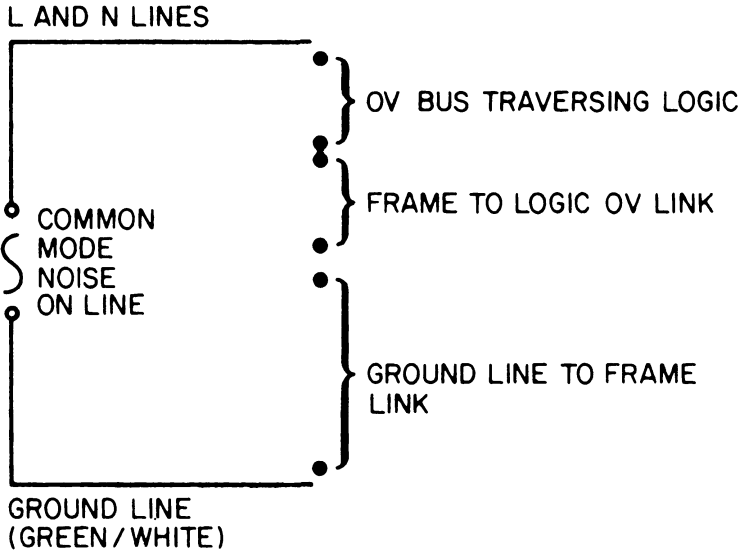 L AND N LINES
OV BUS TRAVERSING LOGIC
FRAME TO LOGIC OV LINK
COMMON
MODE
NOISE
ON LINE
GROUND LINE TO FRAME
LINK
GROUND LINE
(GREEN/WHITE)